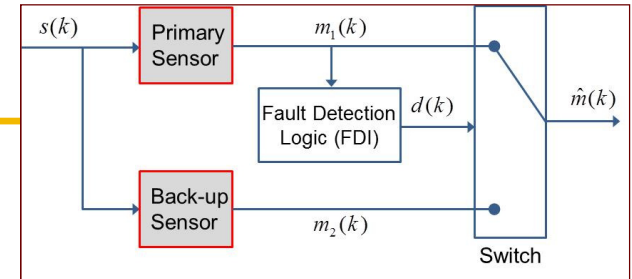 s(k)
Primary
Sensor
m₁(k)
Fault Detection
Logic (FDI)
d(k)
m̂(k)
Back-up
Sensor
m₂(k)
Switch